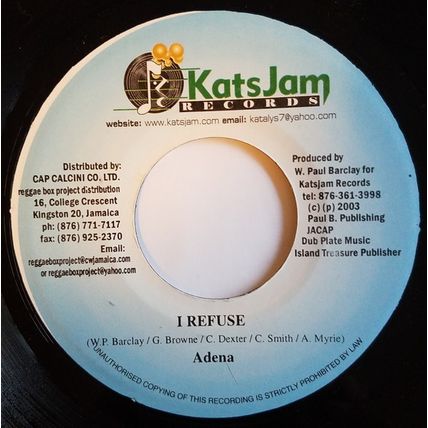 KatsJam
RECORDS
website: www.katsjam.com email: katalys7@yahoo.com
Distributed by:
CAP CALCINI CO. LTD.
reggae box project distribution
16, College Crescent
Kingston 20, Jamaica
ph: (876) 771-7117
fax: (876) 925-2370
Email:
reggaeboxproject@cwjamaica.com
or reggaeboxproject@yahoo.com
Produced by
W. Paul Barclay for
Katsjam Records
tel: 876-361-3998
(c) (p) 2003
Paul B. Publishing
JACAP
Dub Plate Music
Island Treasure Publisher
I REFUSE
(W.P. Barclay / G. Browne / C. Dexter / C. Smith / A. Myrie)
Adena
UNAUTHORISED COPYING OF THIS RECORDING IS STRICTLY PROHIBITED BY LAW